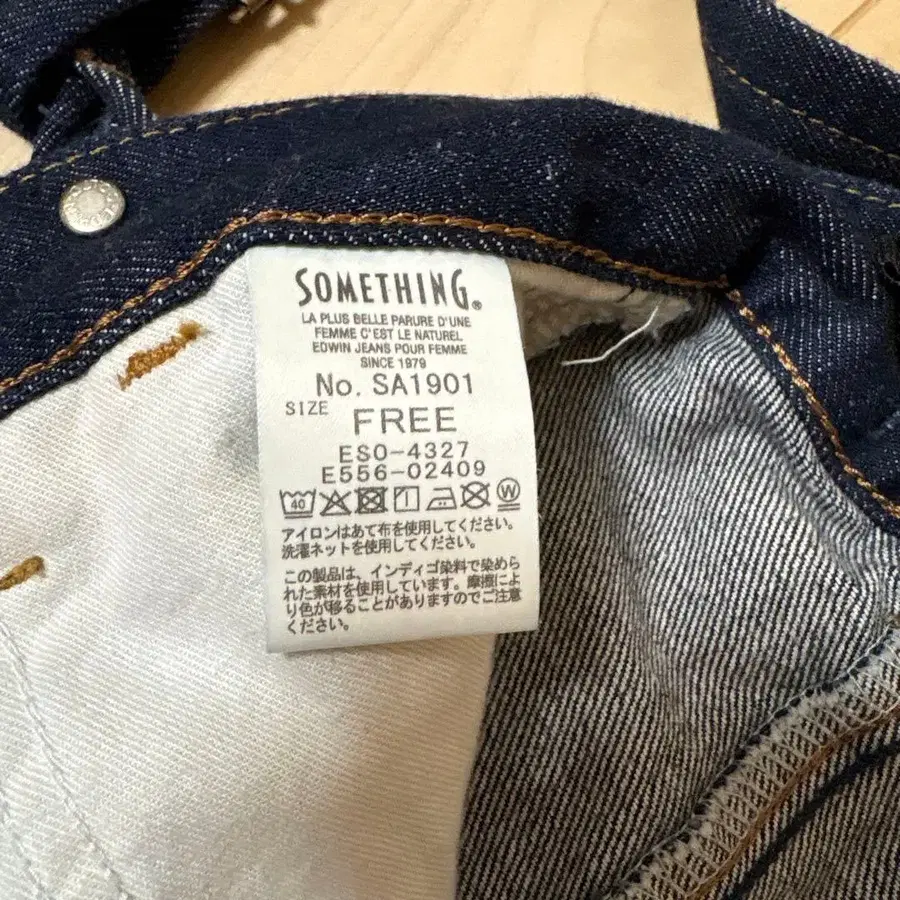 SOMETHING®
LA PLUS BELLE PARURE D'UNE
FEMME C'EST LE NATUREL
EDWIN JEANS POUR FEMME
SINCE 1979
No. SA1901
SIZE
FREE
ES0-4327
E556-02409
40 W
アイロンはあて布を使用してください。
洗濯ネットを使用してください。
この製品は、インディゴ染料で染めら
れた素材を使用しています。摩擦によ
り色が移ることがありますのでご注意
ください。